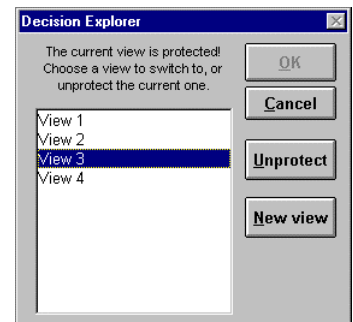 Decision Explorer
The current view is protected!
Choose a view to switch to, or
unprotect the current one.
OK
Cancel
View 1
View 2
View 3
View 4
Unprotect
New view